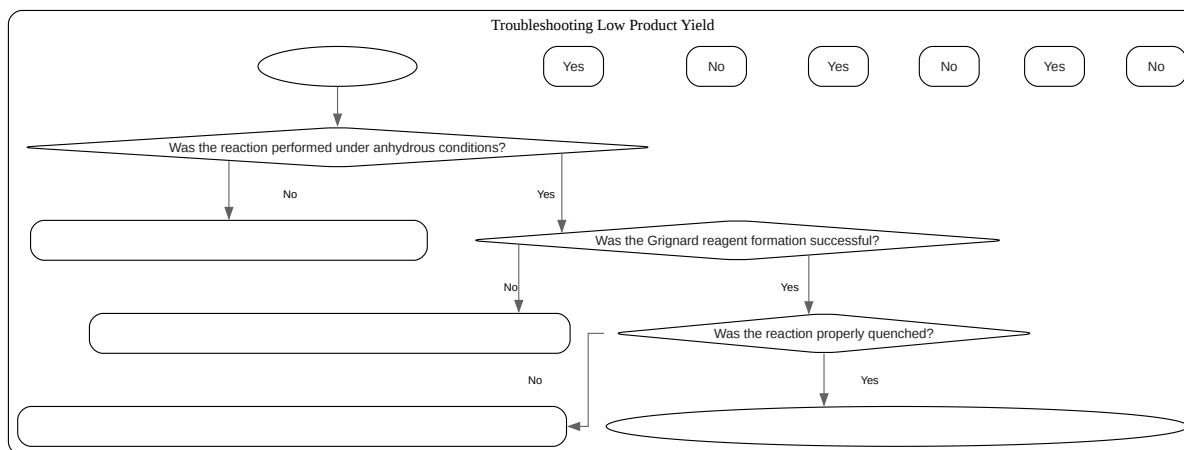 Troubleshooting Low Product Yield
Yes
No
Yes
No
Yes
No
Was the reaction performed under anhydrous conditions?
No
Yes
Was the Grignard reagent formation successful?
No
Yes
Was the reaction properly quenched?
No
Yes